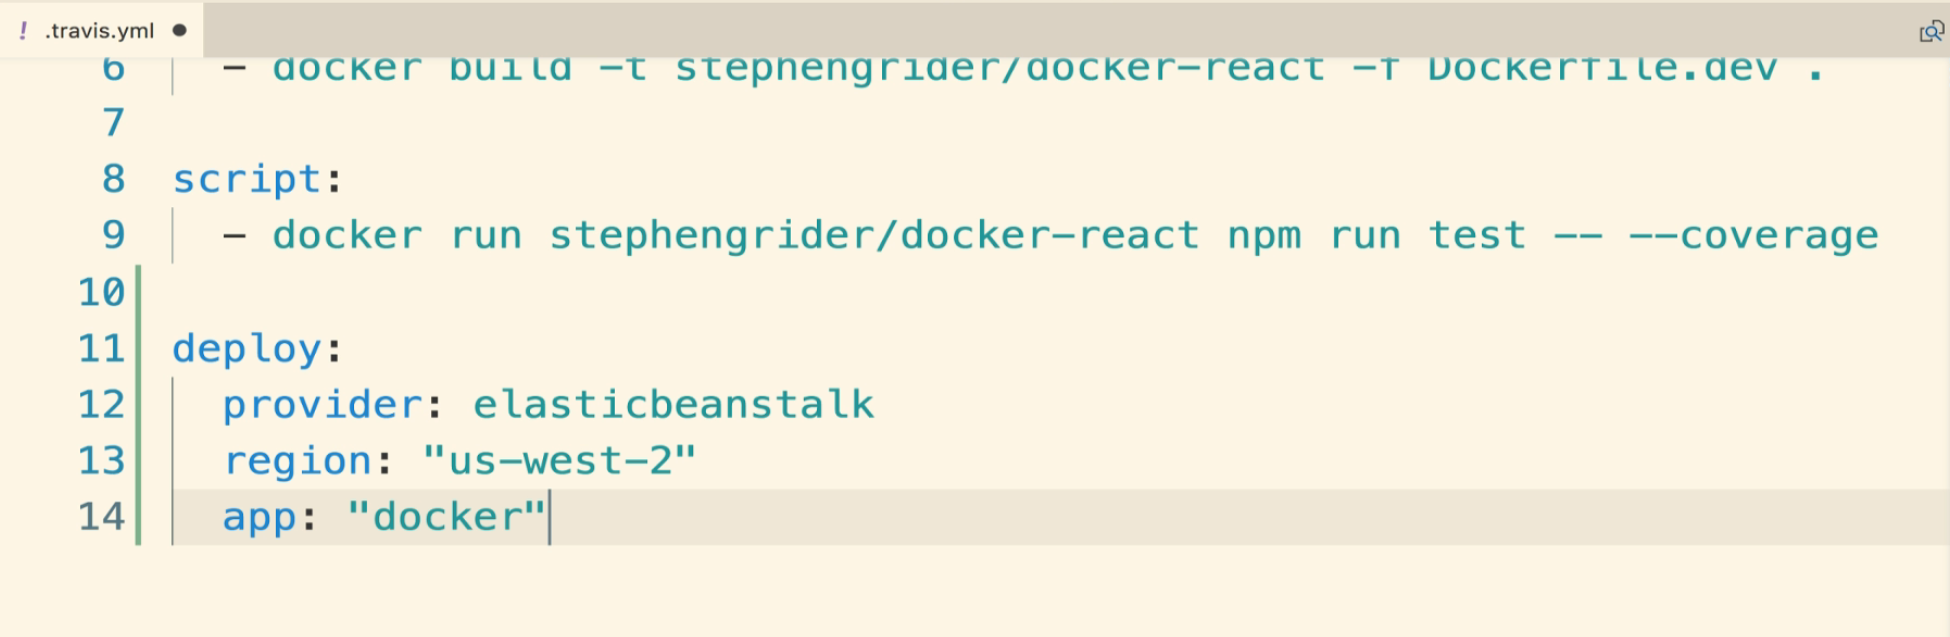 ! .travis.yml ●
6 - docker build -t stephengrider/docker-react -f Dockerfile.dev .
7
8 script:
9 - docker run stephengrider/docker-react npm run test -- --coverage
10
11 deploy:
12 provider: elasticbeanstalk
13 region: "us-west-2"
14 app: "docker"